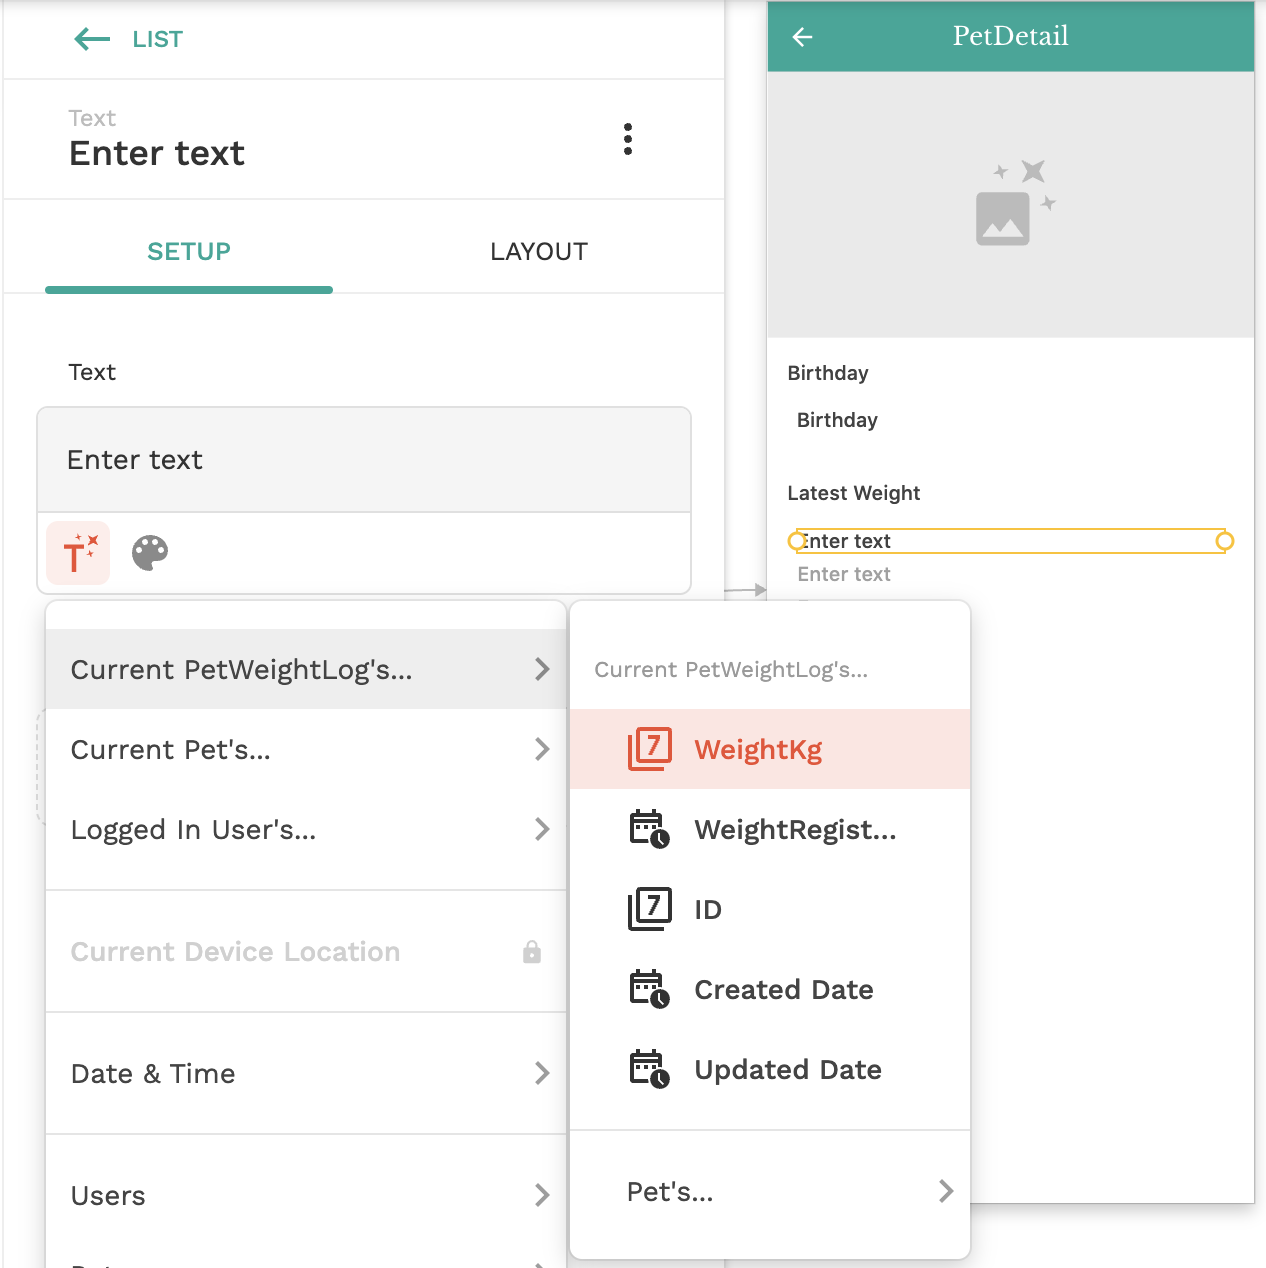 LIST
Text
Enter text
SETUP
LAYOUT
Text
Enter text
Current PetWeightLog's...
Current Pet's...
Logged In User's...
Current Device Location
Date & Time
Users
Current PetWeightLog's...
WeightKg
WeightRegist...
ID
Created Date
Updated Date
Pet's...
PetDetail
Birthday
Birthday
Latest Weight
Enter text
Enter text